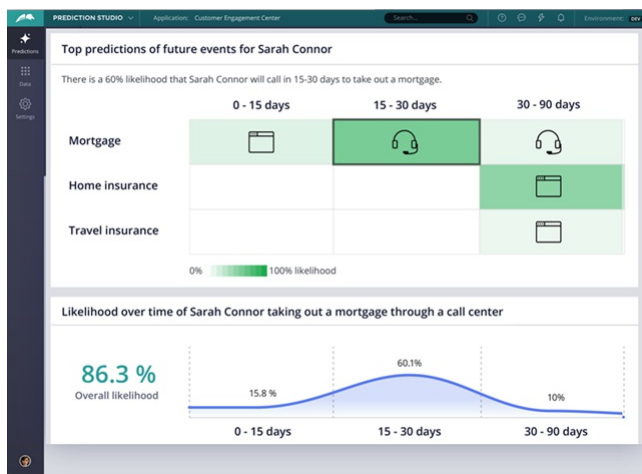 PREDICTION STUDIO
Application: Customer Engagement Center
Search...
Environment: DEV
Predictions
Data
Settings
Top predictions of future events for Sarah Connor
There is a 60% likelihood that Sarah Connor will call in 15-30 days to take out a mortgage.
0 - 15 days 15 - 30 days 30 - 90 days
Mortgage
Home insurance
Travel insurance
0% 100% likelihood
Likelihood over time of Sarah Connor taking out a mortgage through a call center
86.3 %
Overall likelihood
15.8 %
60.1%
10%
0 - 15 days 15 - 30 days 30 - 90 days